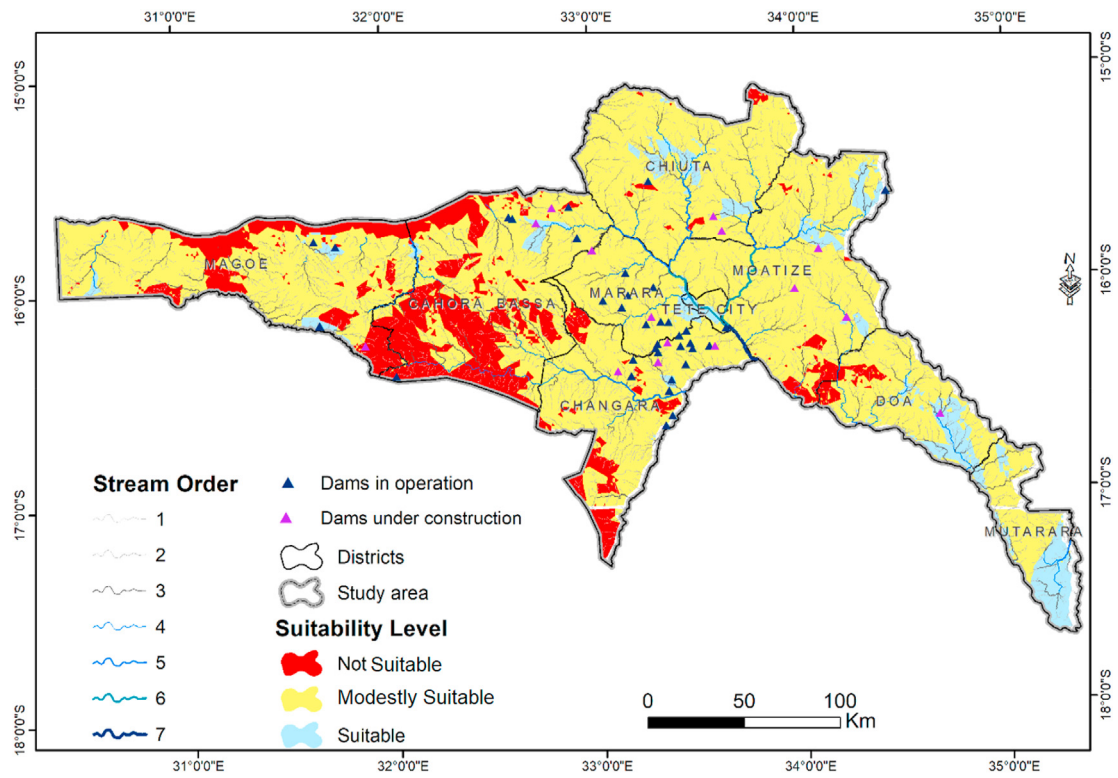 31°0'0"E 32°0'0"E 33°0'0"E 34°0'0"E 35°0'0"E
15°0'0"S
15°0'0"S
CHIUTA
N
MAGOE
MOATIZE
16°0'0"S
16°0'0"S
MARARA
CAHORA BASSA
TETE CITY
CHANGARA
DOA
17°0'0"S
17°0'0"S
MUTARARA
18°0'0"S
18°0'0"S
Stream Order
1
2
3
4
5
6
7
Dams in operation
Dams under construction
Districts
Study area
Suitability Level
Not Suitable
Modestly Suitable
Suitable
0 50 100
Km
31°0'0"E 32°0'0"E 33°0'0"E 34°0'0"E 35°0'0"E